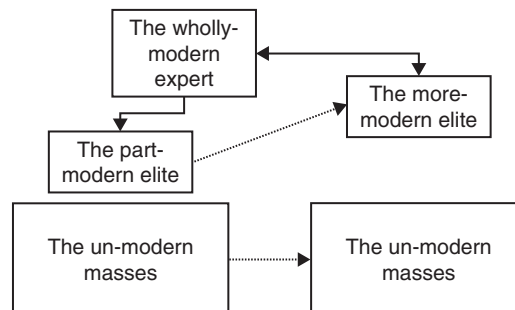 The wholly-
modern
expert
The more-
modern elite
The part-
modern elite
The un-modern
masses
The un-modern
masses